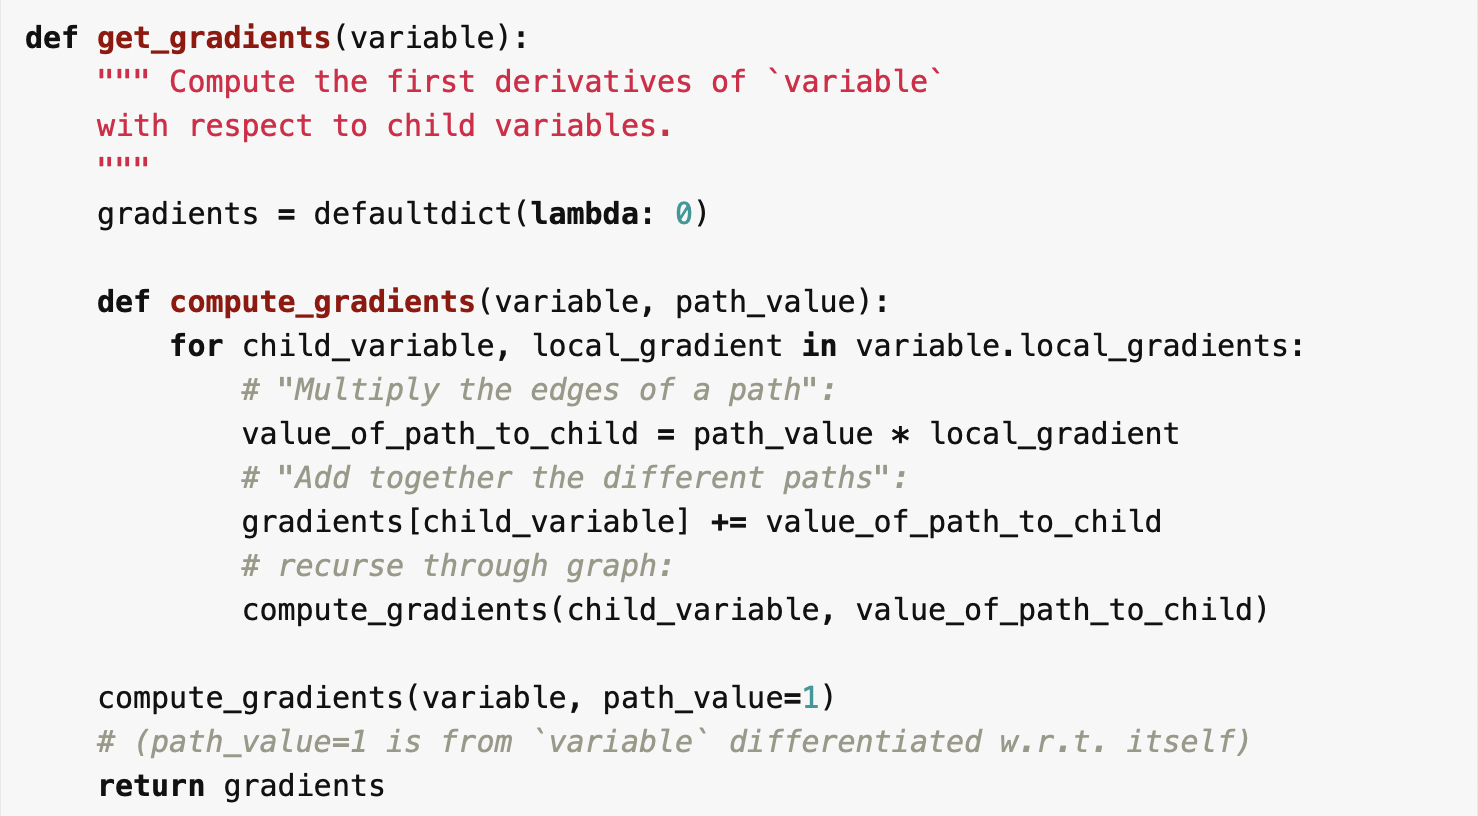 def get_gradients(variable):
    """ Compute the first derivatives of `variable`
    with respect to child variables.
    """
    gradients = defaultdict(lambda: 0)

    def compute_gradients(variable, path_value):
        for child_variable, local_gradient in variable.local_gradients:
            # "Multiply the edges of a path":
            value_of_path_to_child = path_value * local_gradient
            # "Add together the different paths":
            gradients[child_variable] += value_of_path_to_child
            # recurse through graph:
            compute_gradients(child_variable, value_of_path_to_child)

    compute_gradients(variable, path_value=1)
    # (path_value=1 is from `variable` differentiated w.r.t. itself)
    return gradients